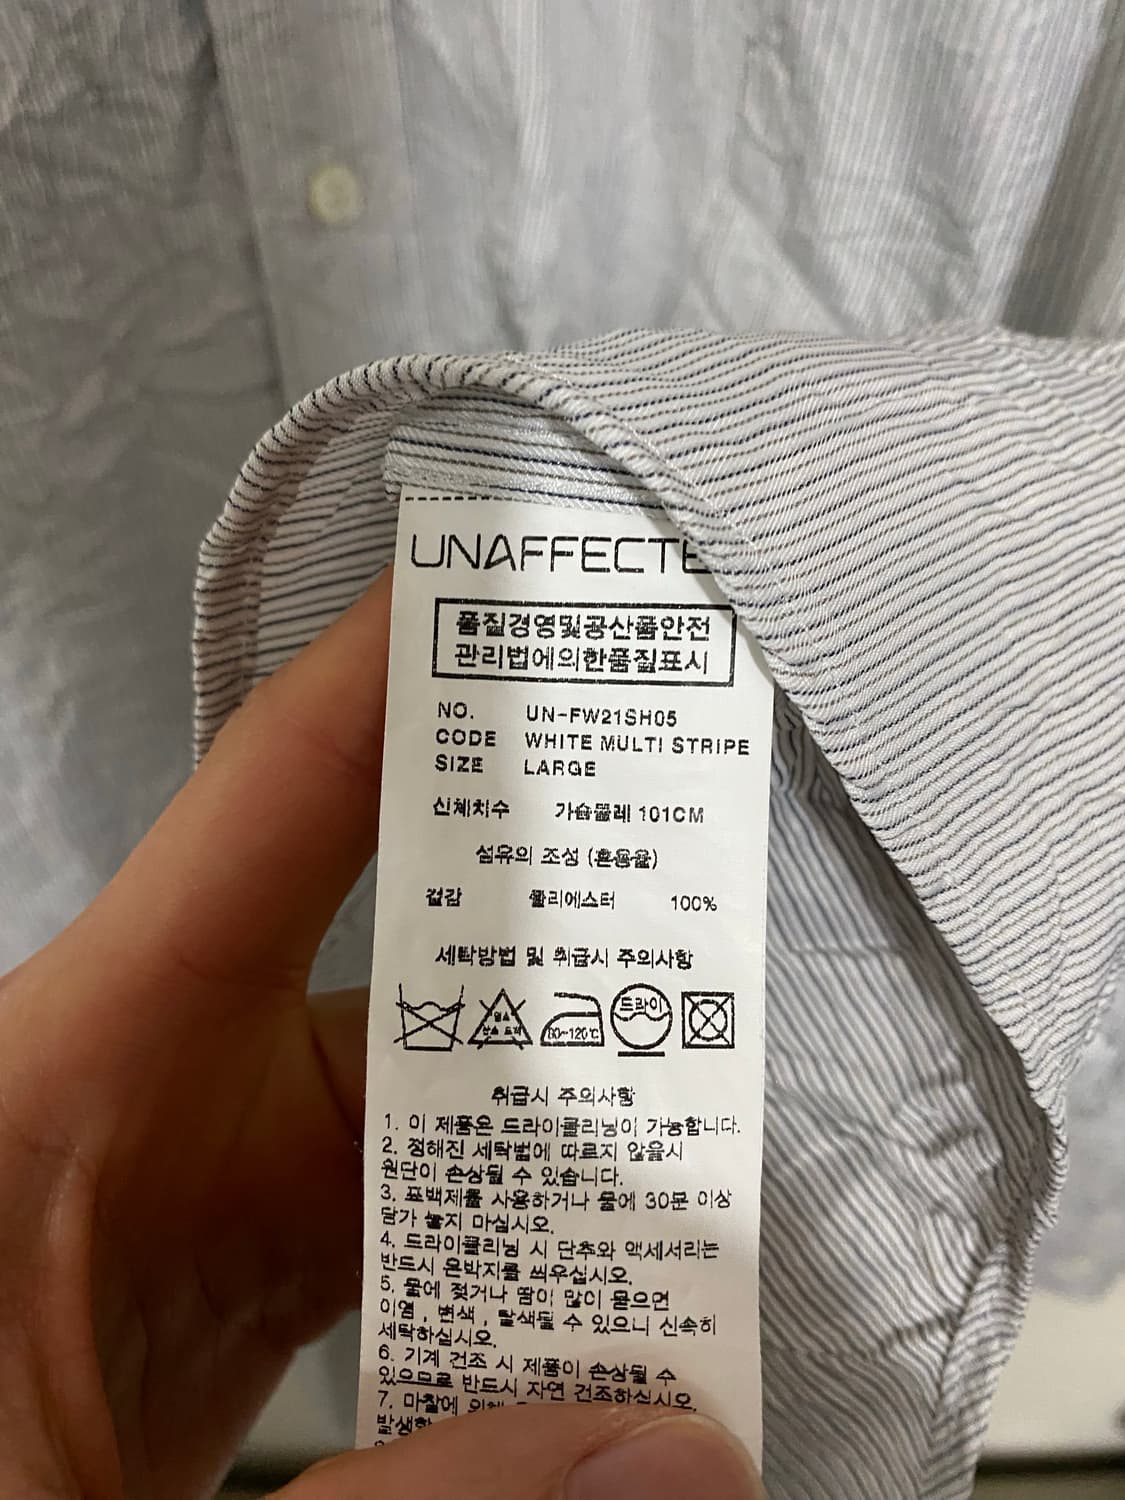 UNAFFECTE
품질경영및공산품안전
관리법에의한품질표시
NO. UN-FW21SH05
CODE WHITE MULTI STRIPE
SIZE LARGE
신체치수 가슴둘레 101CM
섬유의 조성 (혼용율)
겉감 폴리에스터 100%
세탁방법 및 취급시 주의사항
염소
산소 표백
80~120℃
드라이
취급시 주의사항
1. 이 제품은 드라이클리닝이 가능합니다.
2. 정해진 세탁법에 따르지 않을시
원단이 손상될 수 있습니다.
3. 표백제를 사용하거나 물에 30분 이상
담가 놓지 마십시오.
4. 드라이클리닝 시 단추와 액세서리는
반드시 은박지를 씌우십시오.
5. 물에 젖거나 땀이 많이 묻으면
이염, 변색, 탈색될 수 있으니 신속히
세탁하십시오.
6. 기계 건조 시 제품이 손상될 수
있으므로 반드시 자연 건조하십시오.
7. 마찰에 의해
발생할